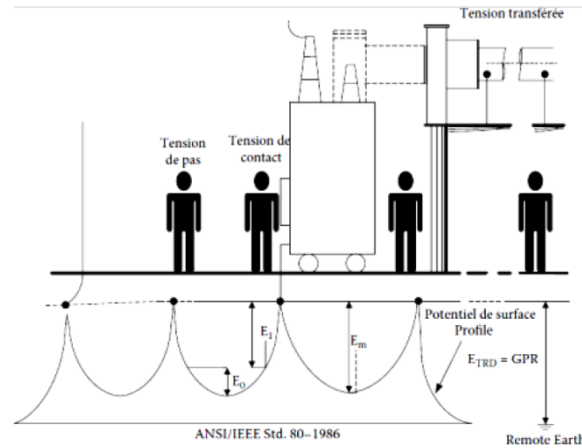 Tension transférée
Tension
de pas
Tension de
contact
Potentiel de surface
Profile
E₁
Eₘ
E₀
E_TRD = GPR
ANSI/IEEE Std. 80–1986
Remote Earth